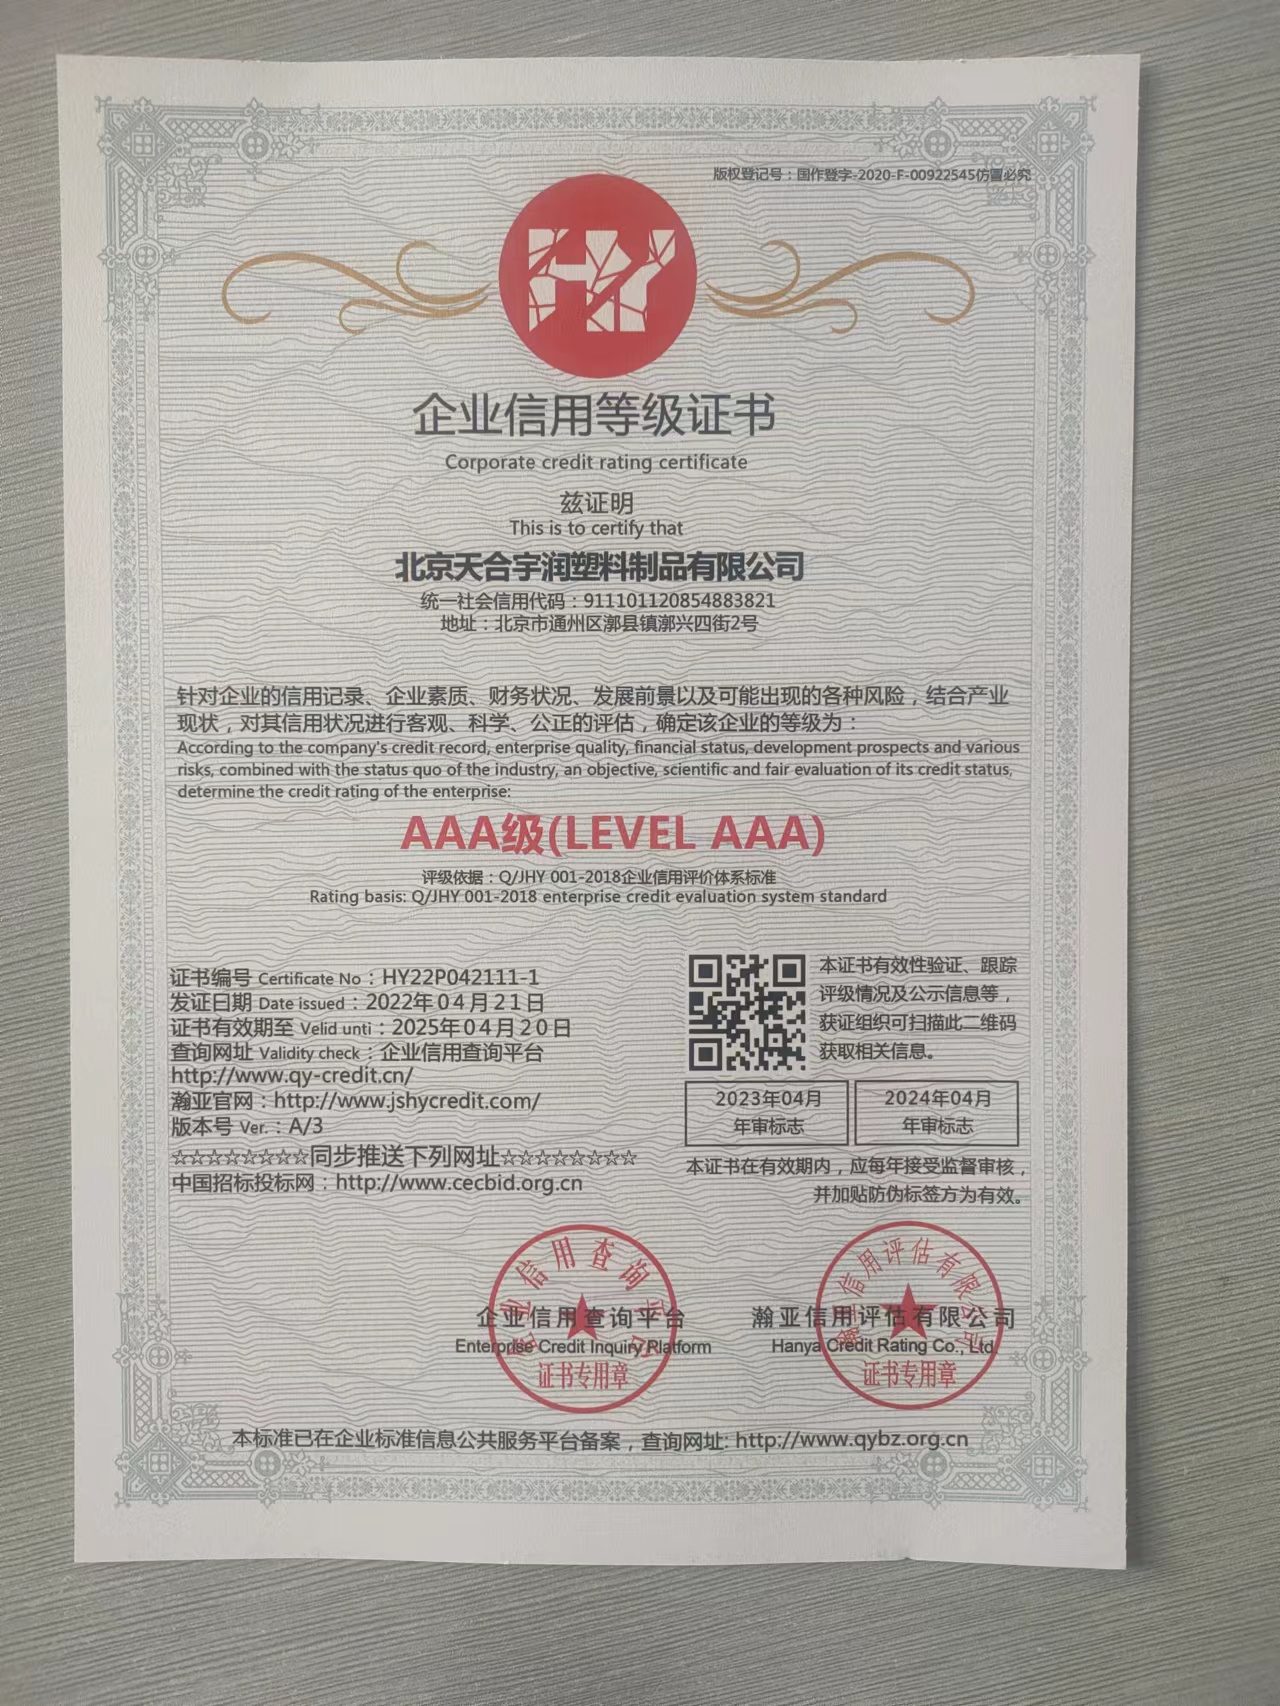 版权登记号：国作登字-2020-F-00922545仿冒必究
HY
企业信用等级证书
Corporate credit rating certificate
兹证明
This is to certify that
北京天合宇润塑料制品有限公司
统一社会信用代码：911101120854883821
地址：北京市通州区漷县镇漷兴四街2号
针对企业的信用记录、企业素质、财务状况、发展前景以及可能出现的各种风险，结合产业
现状，对其信用状况进行客观、科学、公正的评估，确定该企业的等级为：
According to the company's credit record, enterprise quality, financial status, development prospects and various
risks, combined with the status quo of the industry, an objective, scientific and fair evaluation of its credit status,
determine the credit rating of the enterprise:
AAA级(LEVEL AAA)
评级依据：Q/JHY 001-2018企业信用评价体系标准
Rating basis: Q/JHY 001-2018 enterprise credit evaluation system standard
证书编号 Certificate No：HY22P042111-1
发证日期 Date issued：2022年04月21日
证书有效期至 Velid unti：2025年04月20日
查询网址 Validity check：企业信用查询平台
http://www.qy-credit.cn/
瀚亚官网：http://www.jshycredit.com/
版本号 Ver.：A/3
☆☆☆☆☆☆☆☆同步推送下列网址☆☆☆☆☆☆☆☆
中国招标投标网：http://www.cecbid.org.cn
本证书有效性验证、跟踪
评级情况及公示信息等，
获证组织可扫描此二维码
获取相关信息。
2023年04月
年审标志
2024年04月
年审标志
本证书在有效期内，应每年接受监督审核，
并加贴防伪标签方为有效。
企业信用查询平台
企业信用查询平台
Enterprise Credit Inquiry Platform
证书专用章
瀚亚信用评估有限公司
瀚亚信用评估有限公司
Hanya Credit Rating Co., Ltd.
证书专用章
本标准已在企业标准信息公共服务平台备案，查询网址: http://www.qybz.org.cn